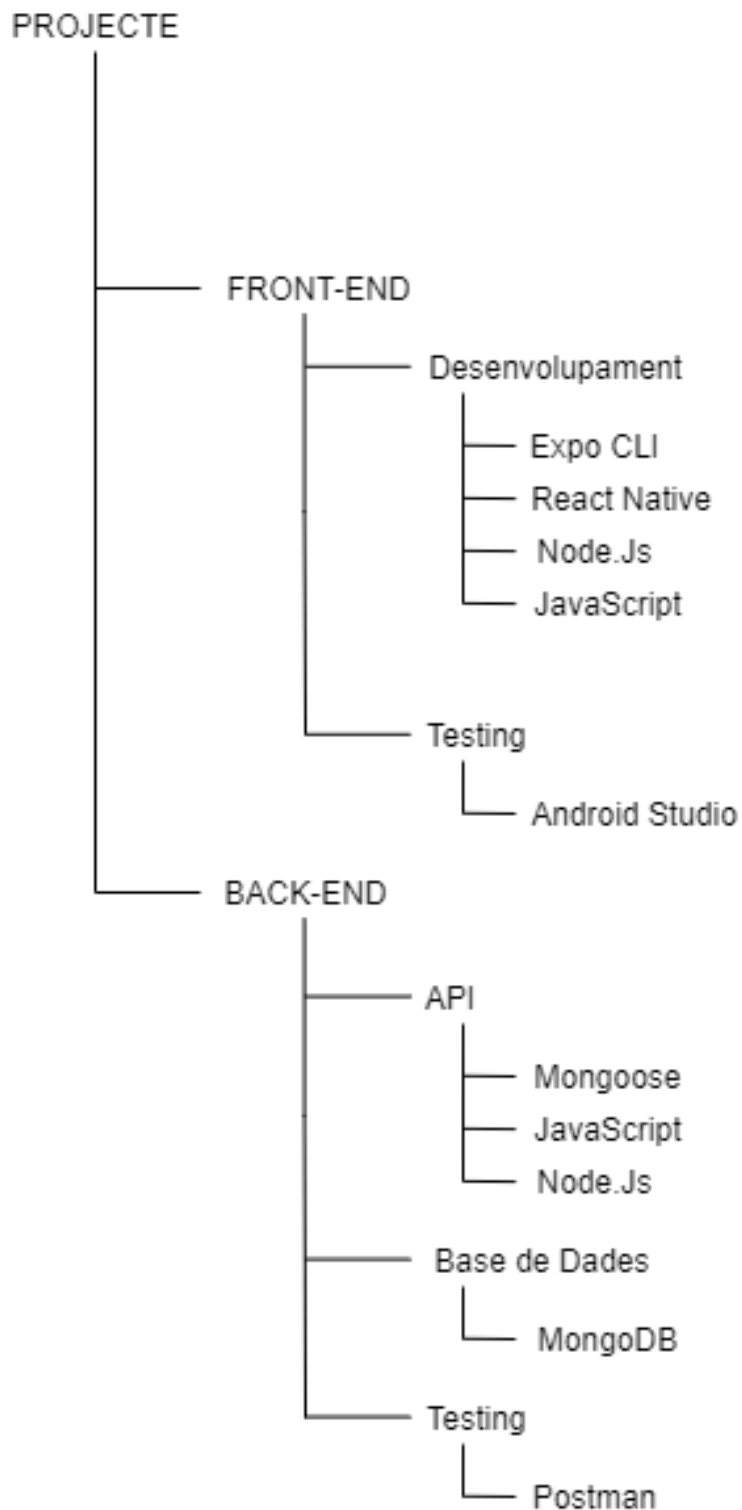 PROJECTE
FRONT-END
Desenvolupament
Expo CLI
React Native
Node.Js
JavaScript
Testing
Android Studio
BACK-END
API
Mongoose
JavaScript
Node.Js
Base de Dades
MongoDB
Testing
Postman